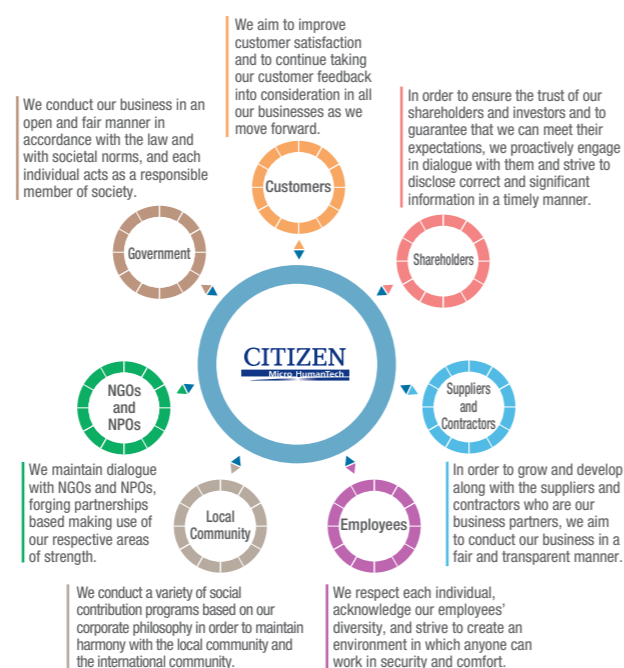 We aim to improve
customer satisfaction
and to continue taking
our customer feedback
into consideration in all
our businesses as we
move forward.
Customers
We conduct our business in an
open and fair manner in
accordance with the law and
with societal norms, and each
individual acts as a responsible
member of society.
Government
In order to ensure the trust of our
shareholders and investors and to
guarantee that we can meet their
expectations, we proactively engage
in dialogue with them and strive to
disclose correct and significant
information in a timely manner.
Shareholders
CITIZEN
Micro HumanTech
NGOs
and
NPOs
We maintain dialogue
with NGOs and NPOs,
forging partnerships
based making use of
our respective areas
of strength.
Suppliers
and
Contractors
In order to grow and develop
along with the suppliers and
contractors who are our
business partners, we aim
to conduct our business in a
fair and transparent manner.
Local
Community
We conduct a variety of social
contribution programs based on our
corporate philosophy in order to maintain
harmony with the local community and
the international community.
Employees
We respect each individual,
acknowledge our employees’
diversity, and strive to create an
environment in which anyone can
work in security and comfort.